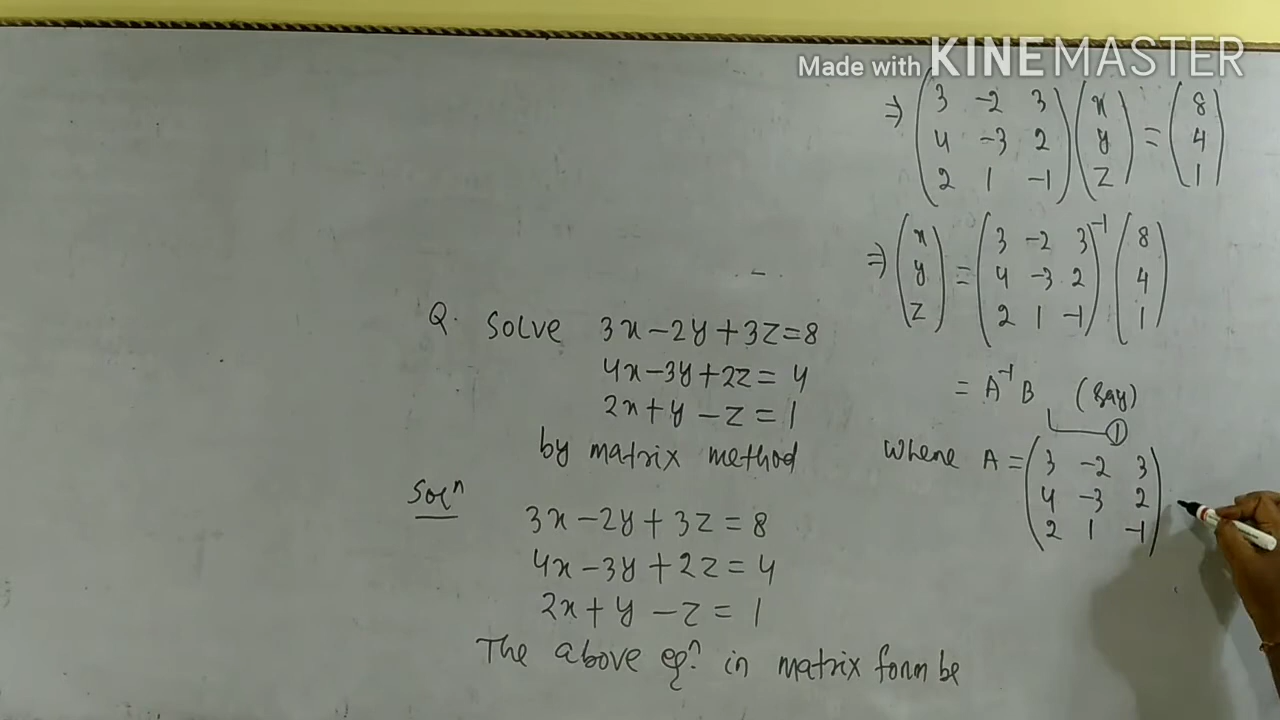 Made with KINEMASTER
Q. Solve 3x-2y+3z=8
4x-3y+2z=4
2x+y-z=1
by matrix method
Solⁿ
3x-2y+3z=8
4x-3y+2z=4
2x+y-z=1
The above eqⁿ. in matrix form be
⇒ (3 -2 3) (x) = (8)
(4 -3 2) (y) (4)
(2 1 -1) (z) (1)
⇒ (x) = (3 -2 3)⁻¹ (8)
(y) (4 -3 2) (4)
(z) (2 1 -1) (1)
= A⁻¹B (Say)
①
Where A = (3 -2 3)
(4 -3 2)
(2 1 -1)